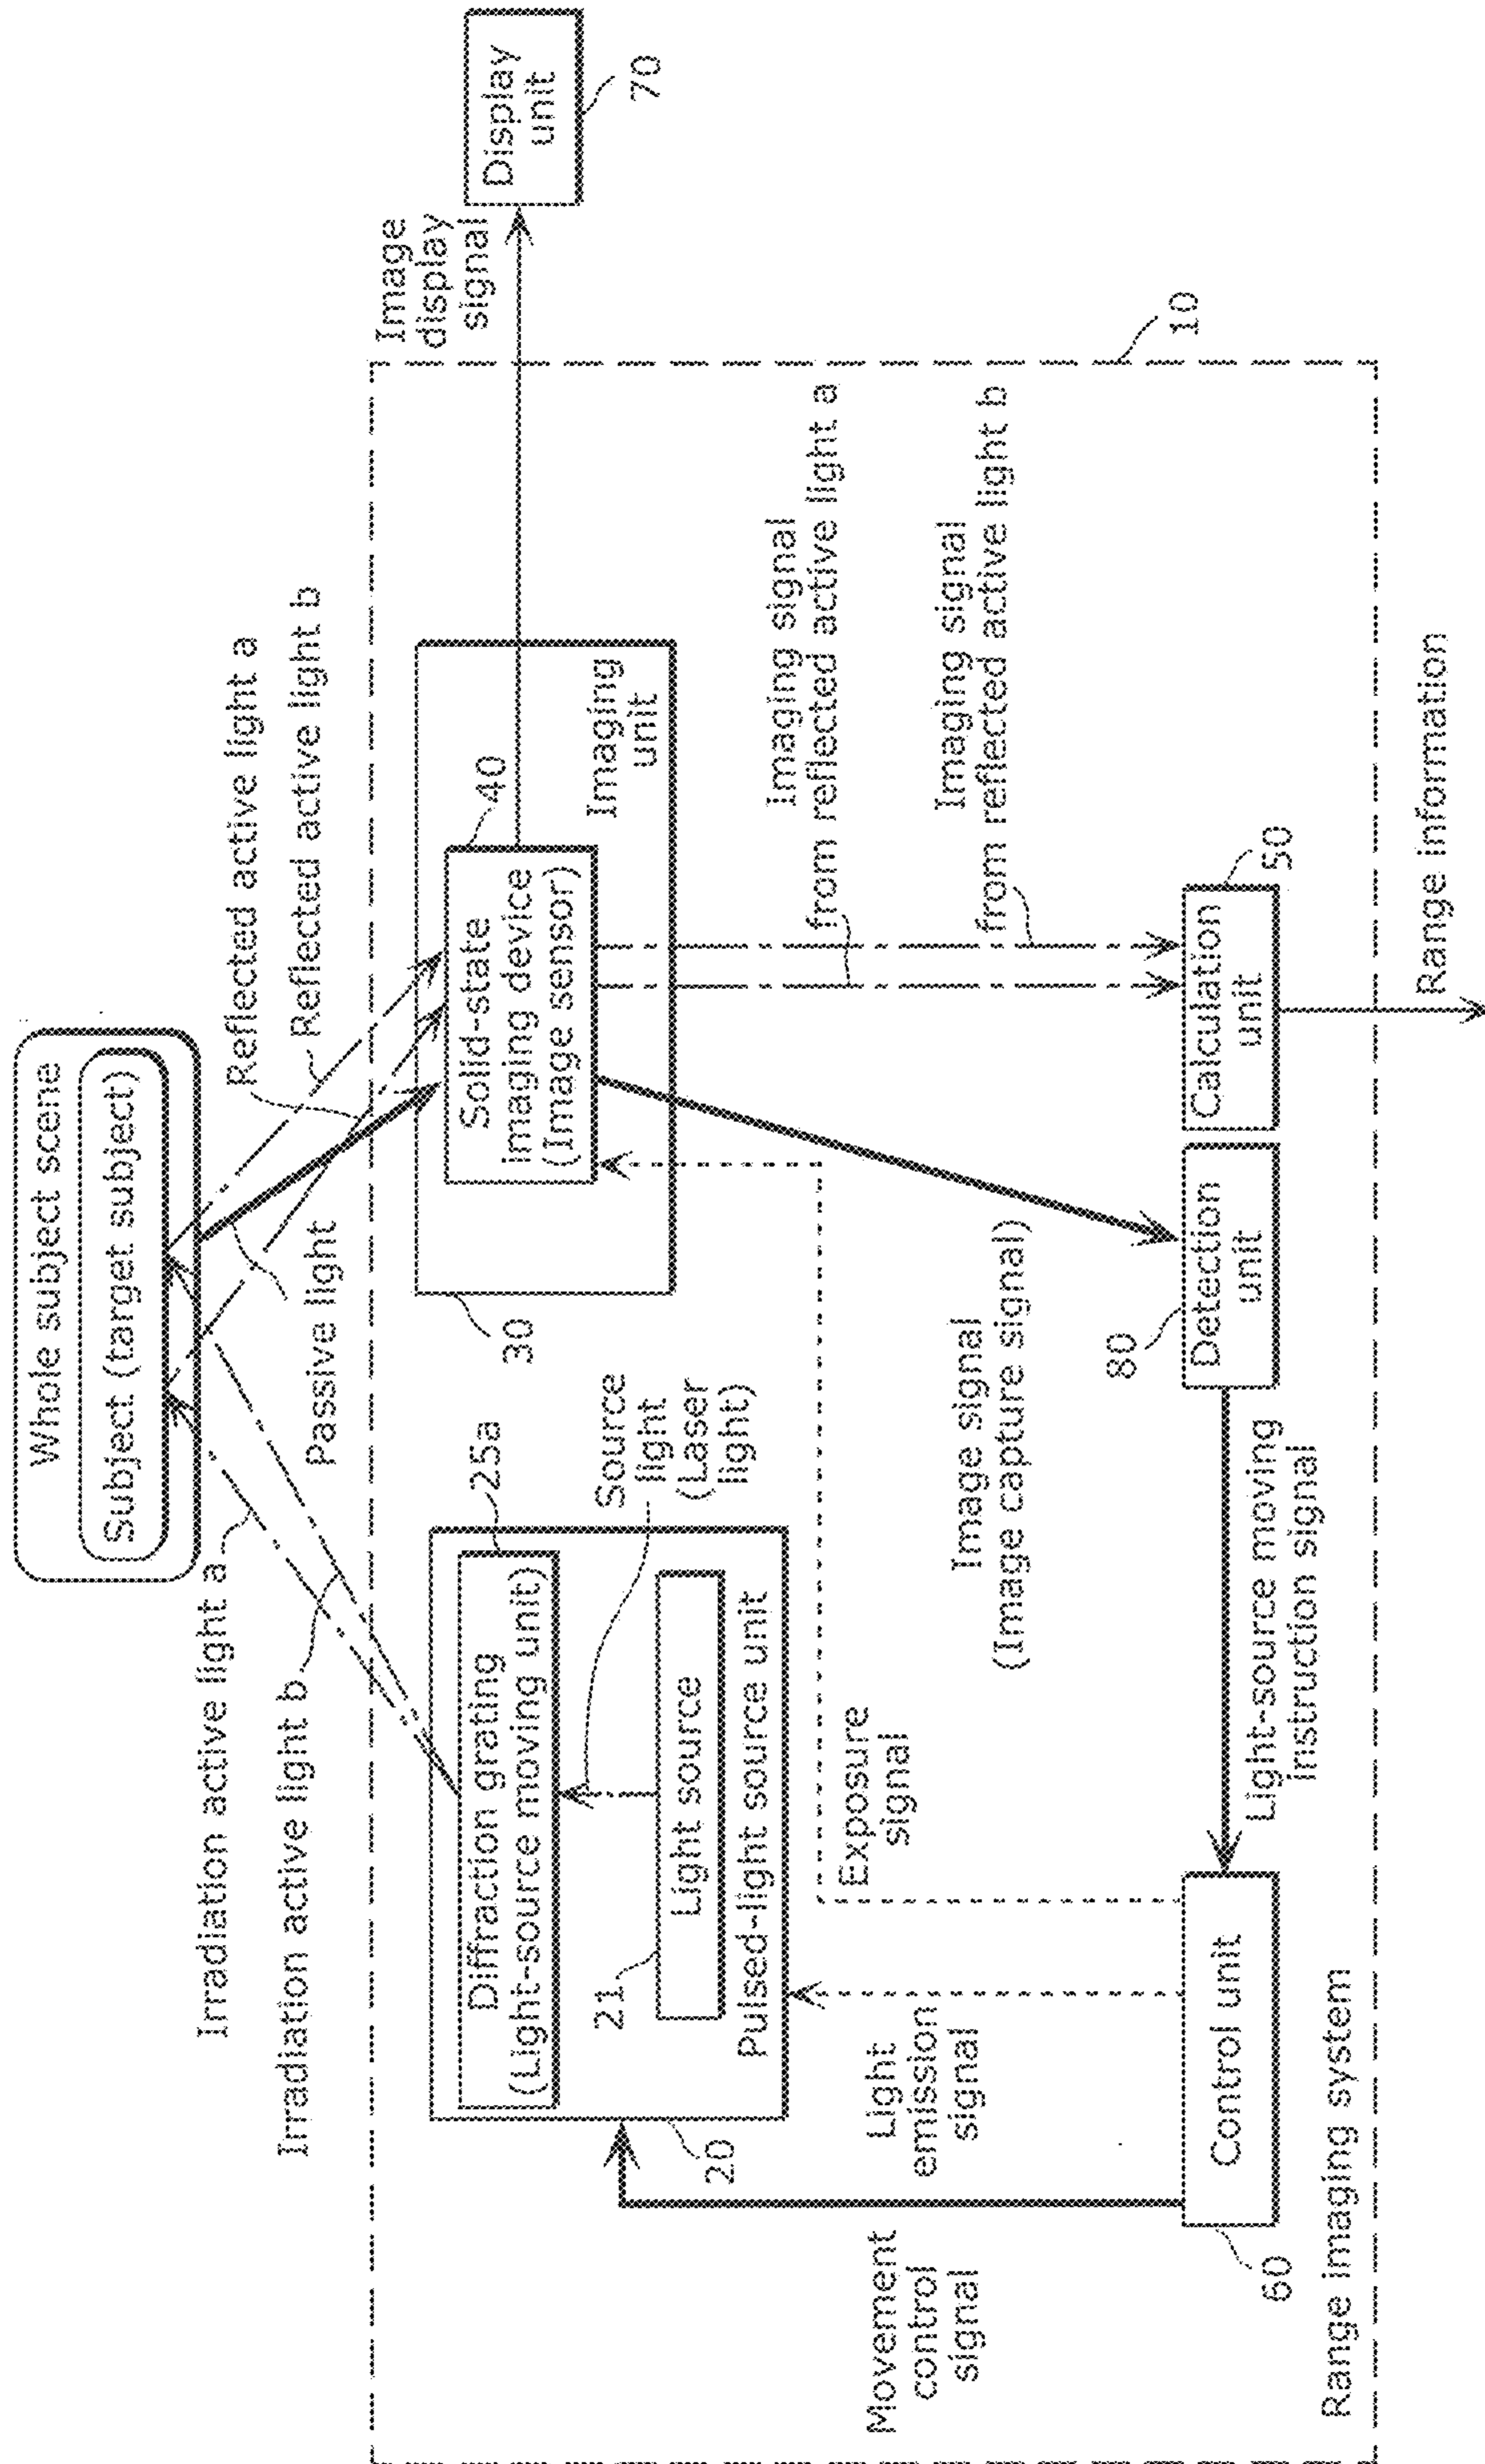 Whole subject scene
Subject (target subject)
Irradiation active light a
Irradiation active light b
Passive light
Reflected active light a
Reflected active light b
Image
display
signal
Display
unit
70
Diffraction grating
(Light-source moving unit)
25a
Source
light
(Laser
light)
21
Light source
Pulsed-light source unit
20
Solid-state
imaging device
(Image sensor)
40
Imaging
unit
30
Movement
control
signal
Light
emission
signal
Exposure
signal
Image signal
(Image capture signal)
Imaging signal
from reflected active light a
Imaging signal
from reflected active light b
10
Control unit
60
Light-source moving
instruction signal
80
Detection
unit
Calculation
unit
50
Range imaging system
Range information